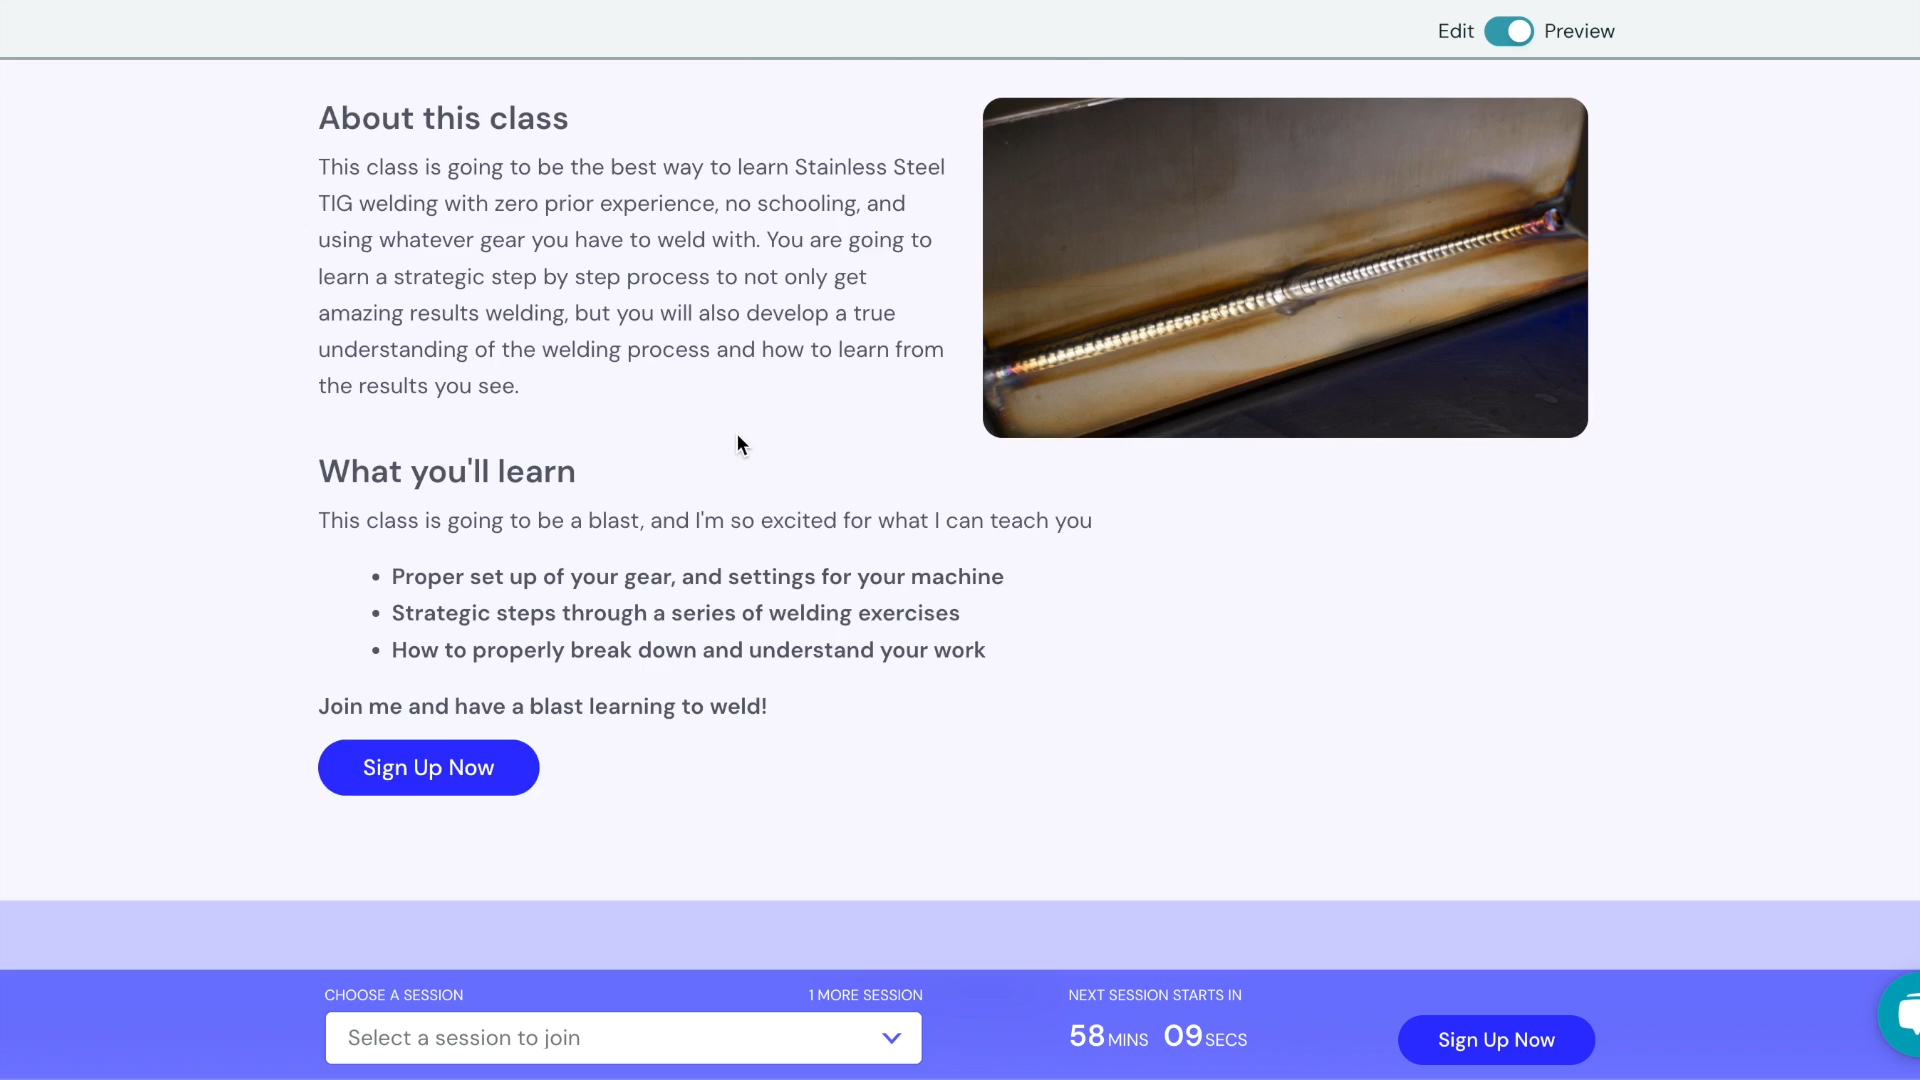 Edit Preview
About this class
This class is going to be the best way to learn Stainless Steel
TIG welding with zero prior experience, no schooling, and
using whatever gear you have to weld with. You are going to
learn a strategic step by step process to not only get
amazing results welding, but you will also develop a true
understanding of the welding process and how to learn from
the results you see.
What you'll learn
This class is going to be a blast, and I'm so excited for what I can teach you
• Proper set up of your gear, and settings for your machine
• Strategic steps through a series of welding exercises
• How to properly break down and understand your work
Join me and have a blast learning to weld!
Sign Up Now
CHOOSE A SESSION 1 MORE SESSION
Select a session to join
NEXT SESSION STARTS IN
58 MINS 09 SECS
Sign Up Now